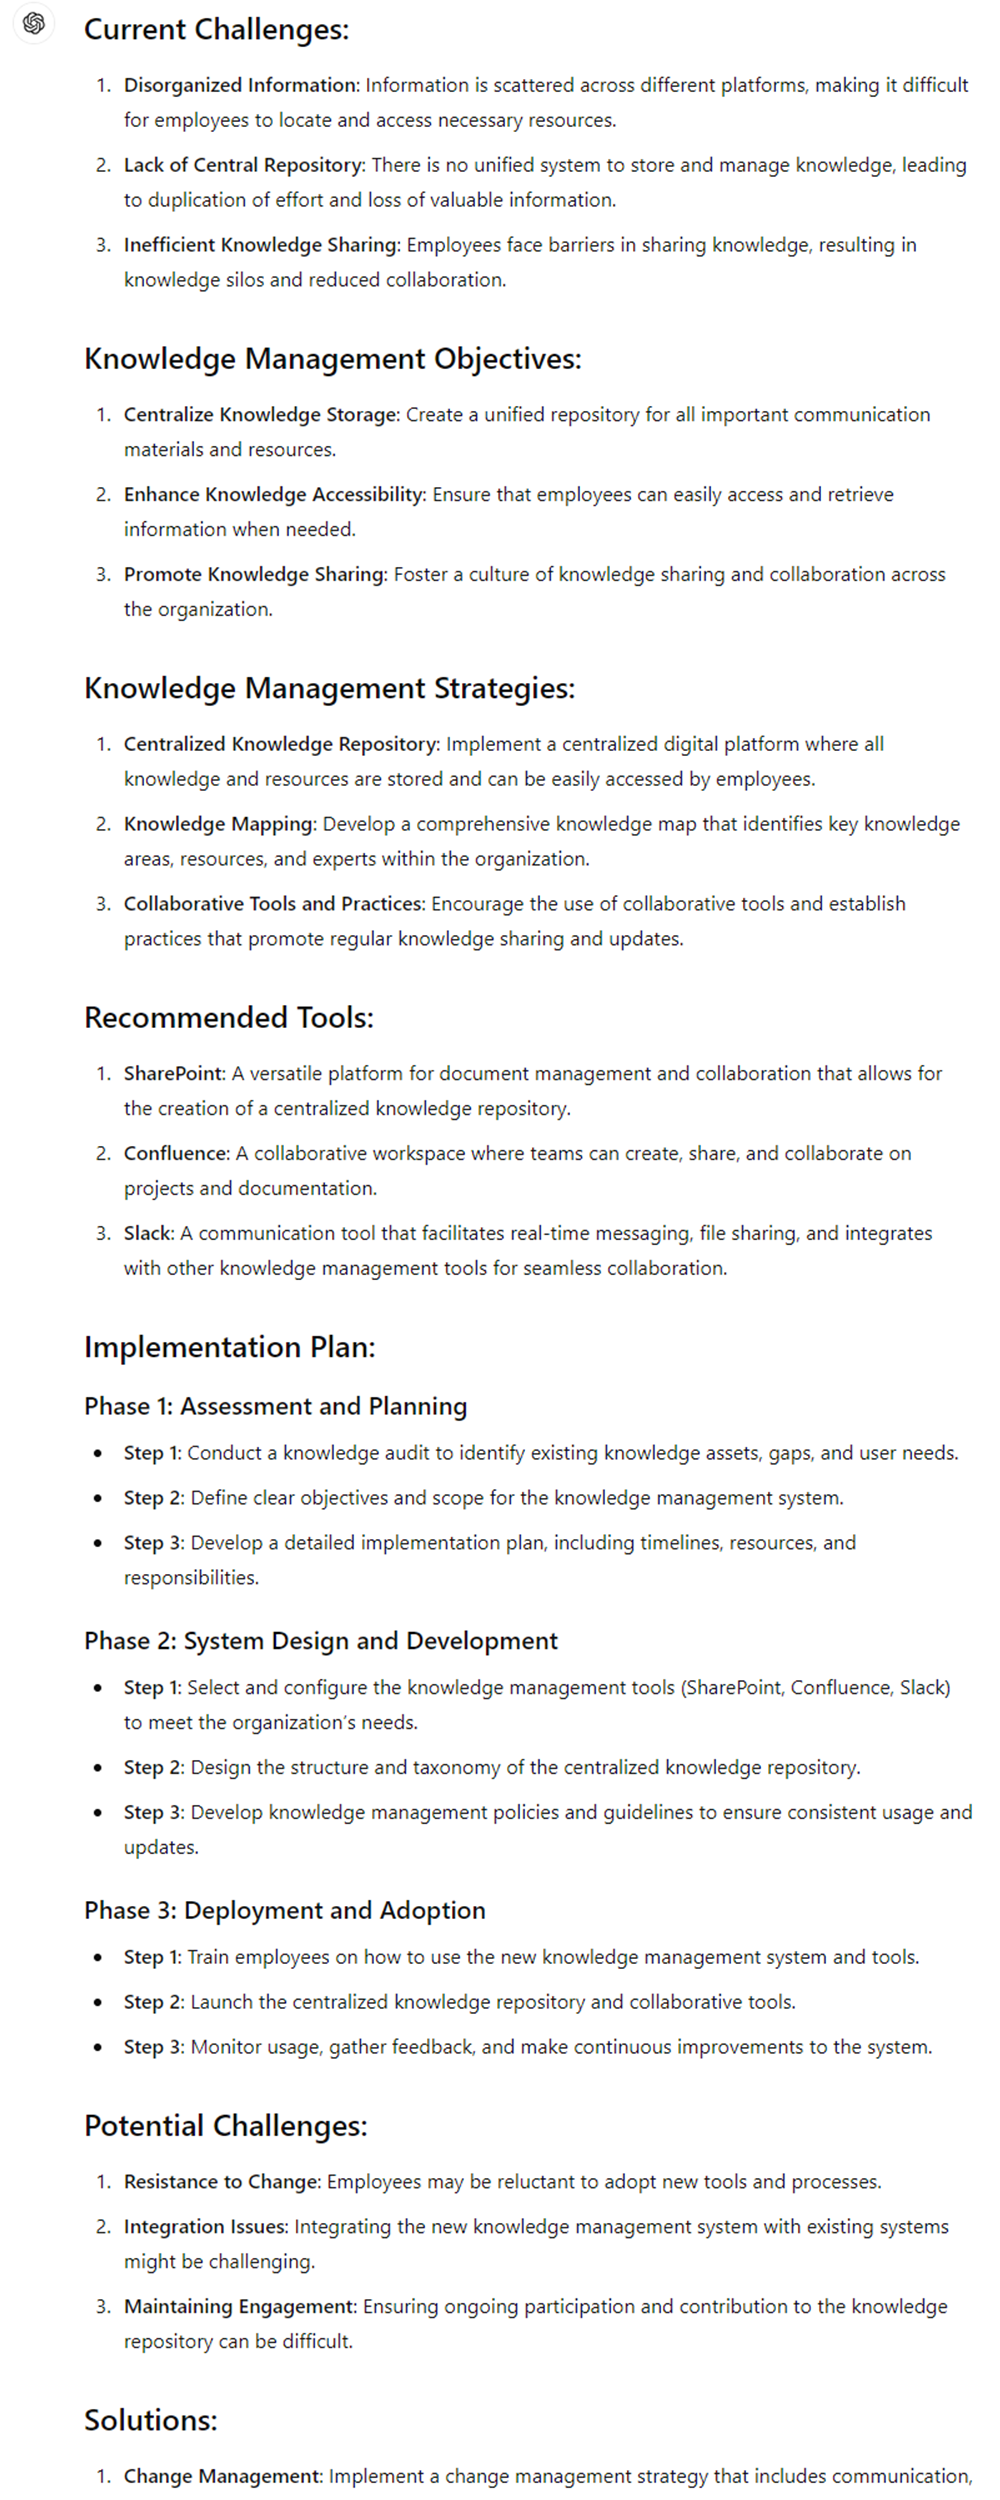 Current Challenges:
1. Disorganized Information: Information is scattered across different platforms, making it difficult
for employees to locate and access necessary resources.
2. Lack of Central Repository: There is no unified system to store and manage knowledge, leading
to duplication of effort and loss of valuable information.
3. Inefficient Knowledge Sharing: Employees face barriers in sharing knowledge, resulting in
knowledge silos and reduced collaboration.
Knowledge Management Objectives:
1. Centralize Knowledge Storage: Create a unified repository for all important communication
materials and resources.
2. Enhance Knowledge Accessibility: Ensure that employees can easily access and retrieve
information when needed.
3. Promote Knowledge Sharing: Foster a culture of knowledge sharing and collaboration across
the organization.
Knowledge Management Strategies:
1. Centralized Knowledge Repository: Implement a centralized digital platform where all
knowledge and resources are stored and can be easily accessed by employees.
2. Knowledge Mapping: Develop a comprehensive knowledge map that identifies key knowledge
areas, resources, and experts within the organization.
3. Collaborative Tools and Practices: Encourage the use of collaborative tools and establish
practices that promote regular knowledge sharing and updates.
Recommended Tools:
1. SharePoint: A versatile platform for document management and collaboration that allows for
the creation of a centralized knowledge repository.
2. Confluence: A collaborative workspace where teams can create, share, and collaborate on
projects and documentation.
3. Slack: A communication tool that facilitates real-time messaging, file sharing, and integrates
with other knowledge management tools for seamless collaboration.
Implementation Plan:
Phase 1: Assessment and Planning
• Step 1: Conduct a knowledge audit to identify existing knowledge assets, gaps, and user needs.
• Step 2: Define clear objectives and scope for the knowledge management system.
• Step 3: Develop a detailed implementation plan, including timelines, resources, and
responsibilities.
Phase 2: System Design and Development
• Step 1: Select and configure the knowledge management tools (SharePoint, Confluence, Slack)
to meet the organization's needs.
• Step 2: Design the structure and taxonomy of the centralized knowledge repository.
• Step 3: Develop knowledge management policies and guidelines to ensure consistent usage and
updates.
Phase 3: Deployment and Adoption
• Step 1: Train employees on how to use the new knowledge management system and tools.
• Step 2: Launch the centralized knowledge repository and collaborative tools.
• Step 3: Monitor usage, gather feedback, and make continuous improvements to the system.
Potential Challenges:
1. Resistance to Change: Employees may be reluctant to adopt new tools and processes.
2. Integration Issues: Integrating the new knowledge management system with existing systems
might be challenging.
3. Maintaining Engagement: Ensuring ongoing participation and contribution to the knowledge
repository can be difficult.
Solutions:
1. Change Management: Implement a change management strategy that includes communication,